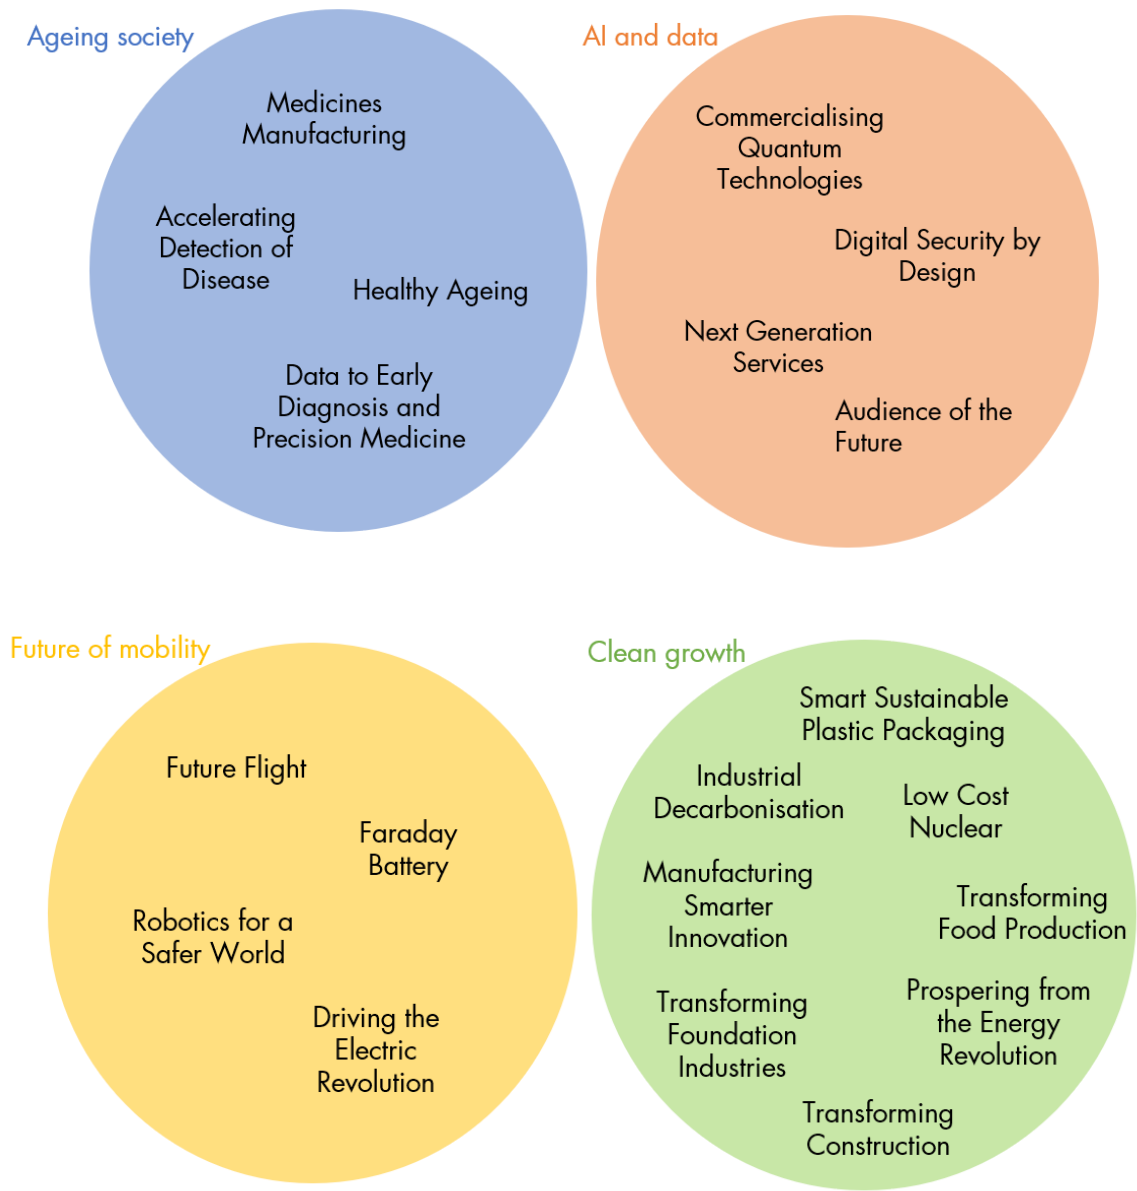 Ageing society
Medicines
Manufacturing
Accelerating
Detection of
Disease
Healthy Ageing
Data to Early
Diagnosis and
Precision Medicine
AI and data
Commercialising
Quantum
Technologies
Digital Security by
Design
Next Generation
Services
Audience of the
Future
Future of mobility
Future Flight
Faraday
Battery
Robotics for a
Safer World
Driving the
Electric
Revolution
Clean growth
Smart Sustainable
Plastic Packaging
Industrial
Decarbonisation
Low Cost
Nuclear
Manufacturing
Smarter
Innovation
Transforming
Food Production
Transforming
Foundation
Industries
Prospering from
the Energy
Revolution
Transforming
Construction